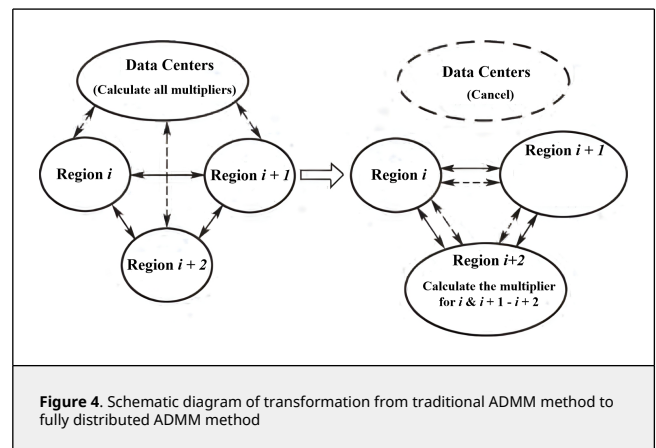 Data Centers
(Calculate all multipliers)
Region i
Region i + 1
Region i + 2
Data Centers
(Cancel)
Region i
Region i + 1
Region i+2
Calculate the multiplier
for i & i + 1 - i + 2
Figure 4. Schematic diagram of transformation from traditional ADMM method to
fully distributed ADMM method